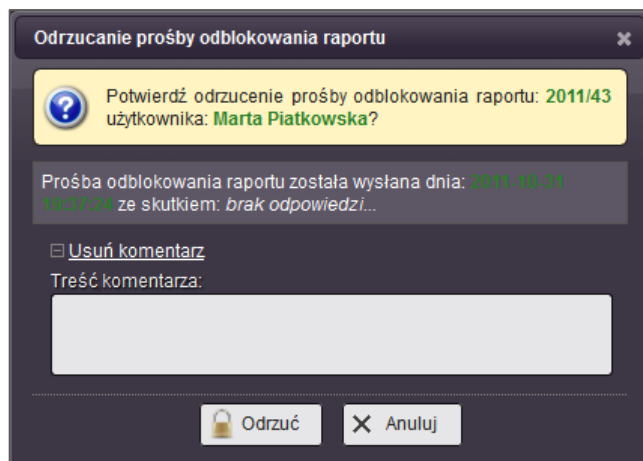 Odrzucanie prośby odblokowania raportu
Potwierdź odrzucenie prośby odblokowania raportu: 2011/43
użytkownika: Marta Piatkowska?
Prośba odblokowania raportu została wysłana dnia:
ze skutkiem: brak odpowiedzi...
Usuń komentarz
Treść komentarza:
Odrzuć
Anuluj